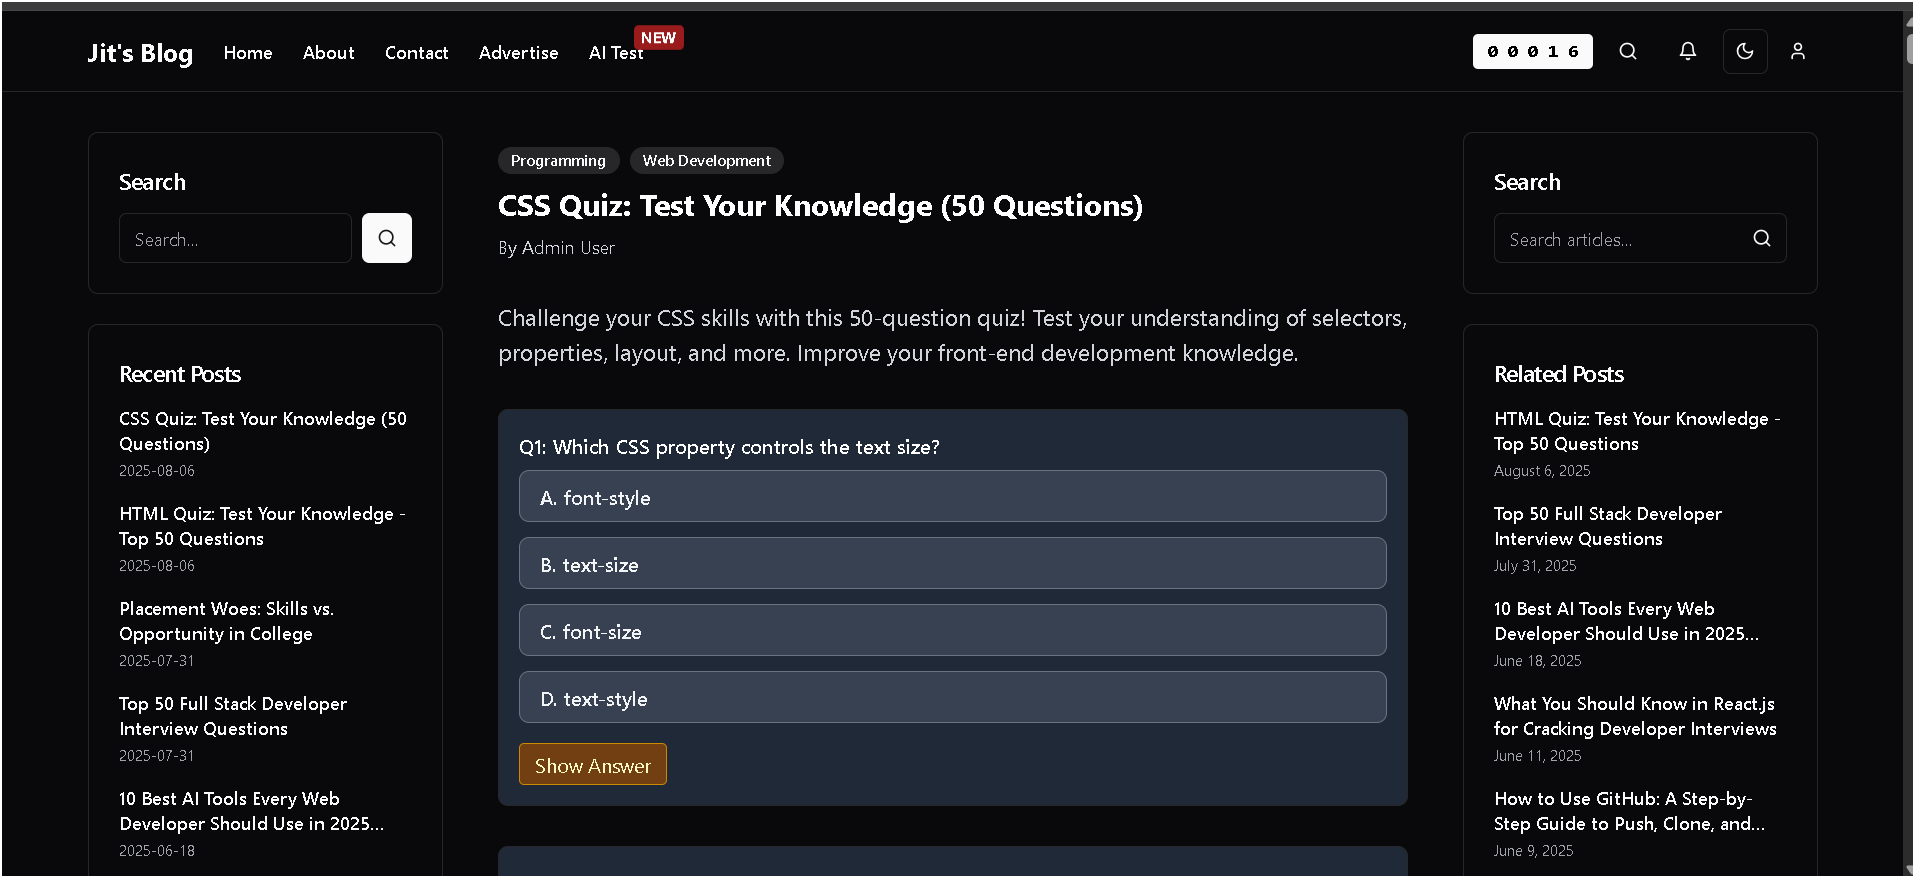 Jit's Blog
Home
About
Contact
Advertise
AI Test
NEW
0 0 0 1 6
Search
Search...
Recent Posts
CSS Quiz: Test Your Knowledge (50
Questions)
2025-08-06
HTML Quiz: Test Your Knowledge -
Top 50 Questions
2025-08-06
Placement Woes: Skills vs.
Opportunity in College
2025-07-31
Top 50 Full Stack Developer
Interview Questions
2025-07-31
10 Best AI Tools Every Web
Developer Should Use in 2025...
2025-06-18
Programming
Web Development
CSS Quiz: Test Your Knowledge (50 Questions)
By Admin User
Challenge your CSS skills with this 50-question quiz! Test your understanding of selectors,
properties, layout, and more. Improve your front-end development knowledge.
Q1: Which CSS property controls the text size?
A. font-style
B. text-size
C. font-size
D. text-style
Show Answer
Search
Search articles...
Related Posts
HTML Quiz: Test Your Knowledge -
Top 50 Questions
August 6, 2025
Top 50 Full Stack Developer
Interview Questions
July 31, 2025
10 Best AI Tools Every Web
Developer Should Use in 2025...
June 18, 2025
What You Should Know in React.js
for Cracking Developer Interviews
June 11, 2025
How to Use GitHub: A Step-by-
Step Guide to Push, Clone, and...
June 9, 2025